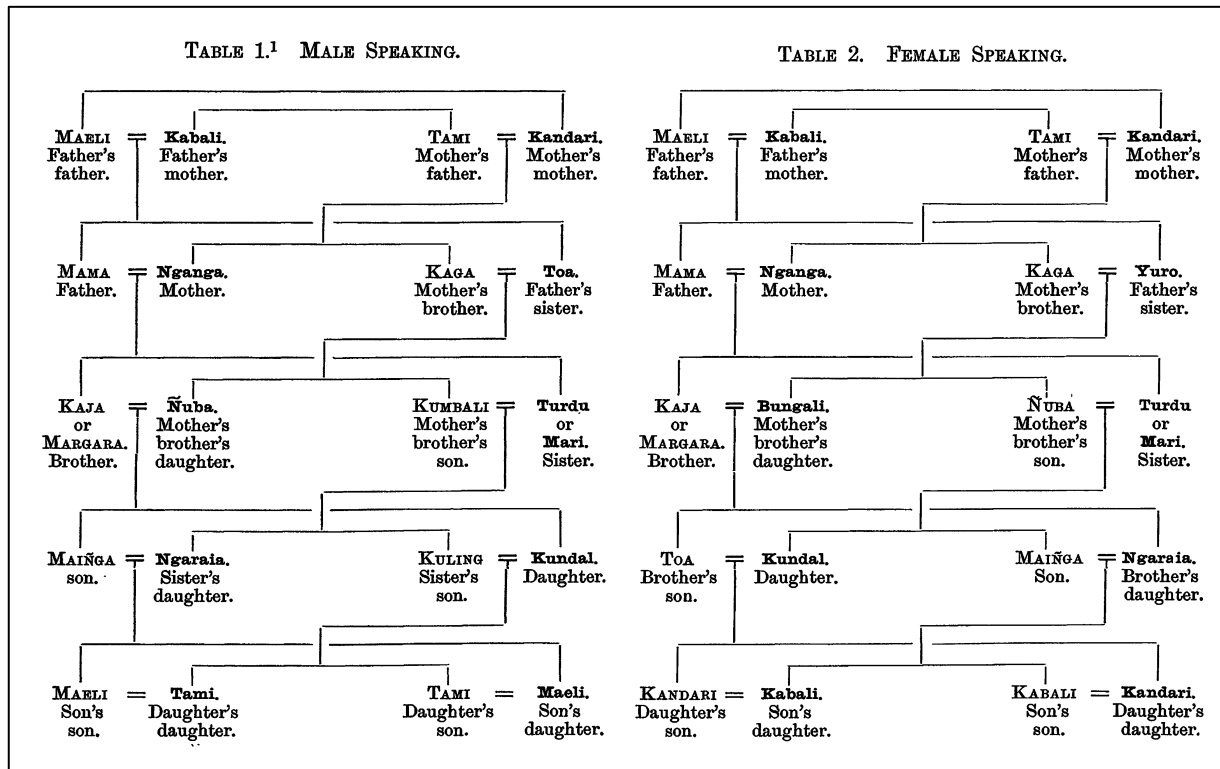 TABLE 1.¹ MALE SPEAKING.
MAELI
Father's
father.
Kabali.
Father's
mother.
TAMI
Mother's
father.
Kandari.
Mother's
mother.
MAMA
Father.
Nganga.
Mother.
KAGA
Mother's
brother.
Toa.
Father's
sister.
KAJA
or
MARGARA.
Brother.
Ñuba.
Mother's
brother's
daughter.
KUMBALI
Mother's
brother's
son.
Turdu
or
Mari.
Sister.
MAIÑGA
son.
Ngaraia.
Sister's
daughter.
KULING
Sister's
son.
Kundal.
Daughter.
MAELI
Son's
son.
Tami.
Daughter's
daughter.
TAMI
Daughter's
son.
Maeli.
Son's
daughter.
TABLE 2. FEMALE SPEAKING.
MAELI
Father's
father.
Kabali.
Father's
mother.
TAMI
Mother's
father.
Kandari.
Mother's
mother.
MAMA
Father.
Nganga.
Mother.
KAGA
Mother's
brother.
Yuro.
Father's
sister.
KAJA
or
MARGARA.
Brother.
Bungali.
Mother's
brother's
daughter.
ÑUBA
Mother's
brother's
son.
Turdu
or
Mari.
Sister.
TOA
Brother's
son.
Kundal.
Daughter.
MAIÑGA
Son.
Ngaraia.
Brother's
daughter.
KANDARI
Daughter's
son.
Kabali.
Son's
daughter.
KABALI
Son's
son.
Kandari.
Daughter's
daughter.